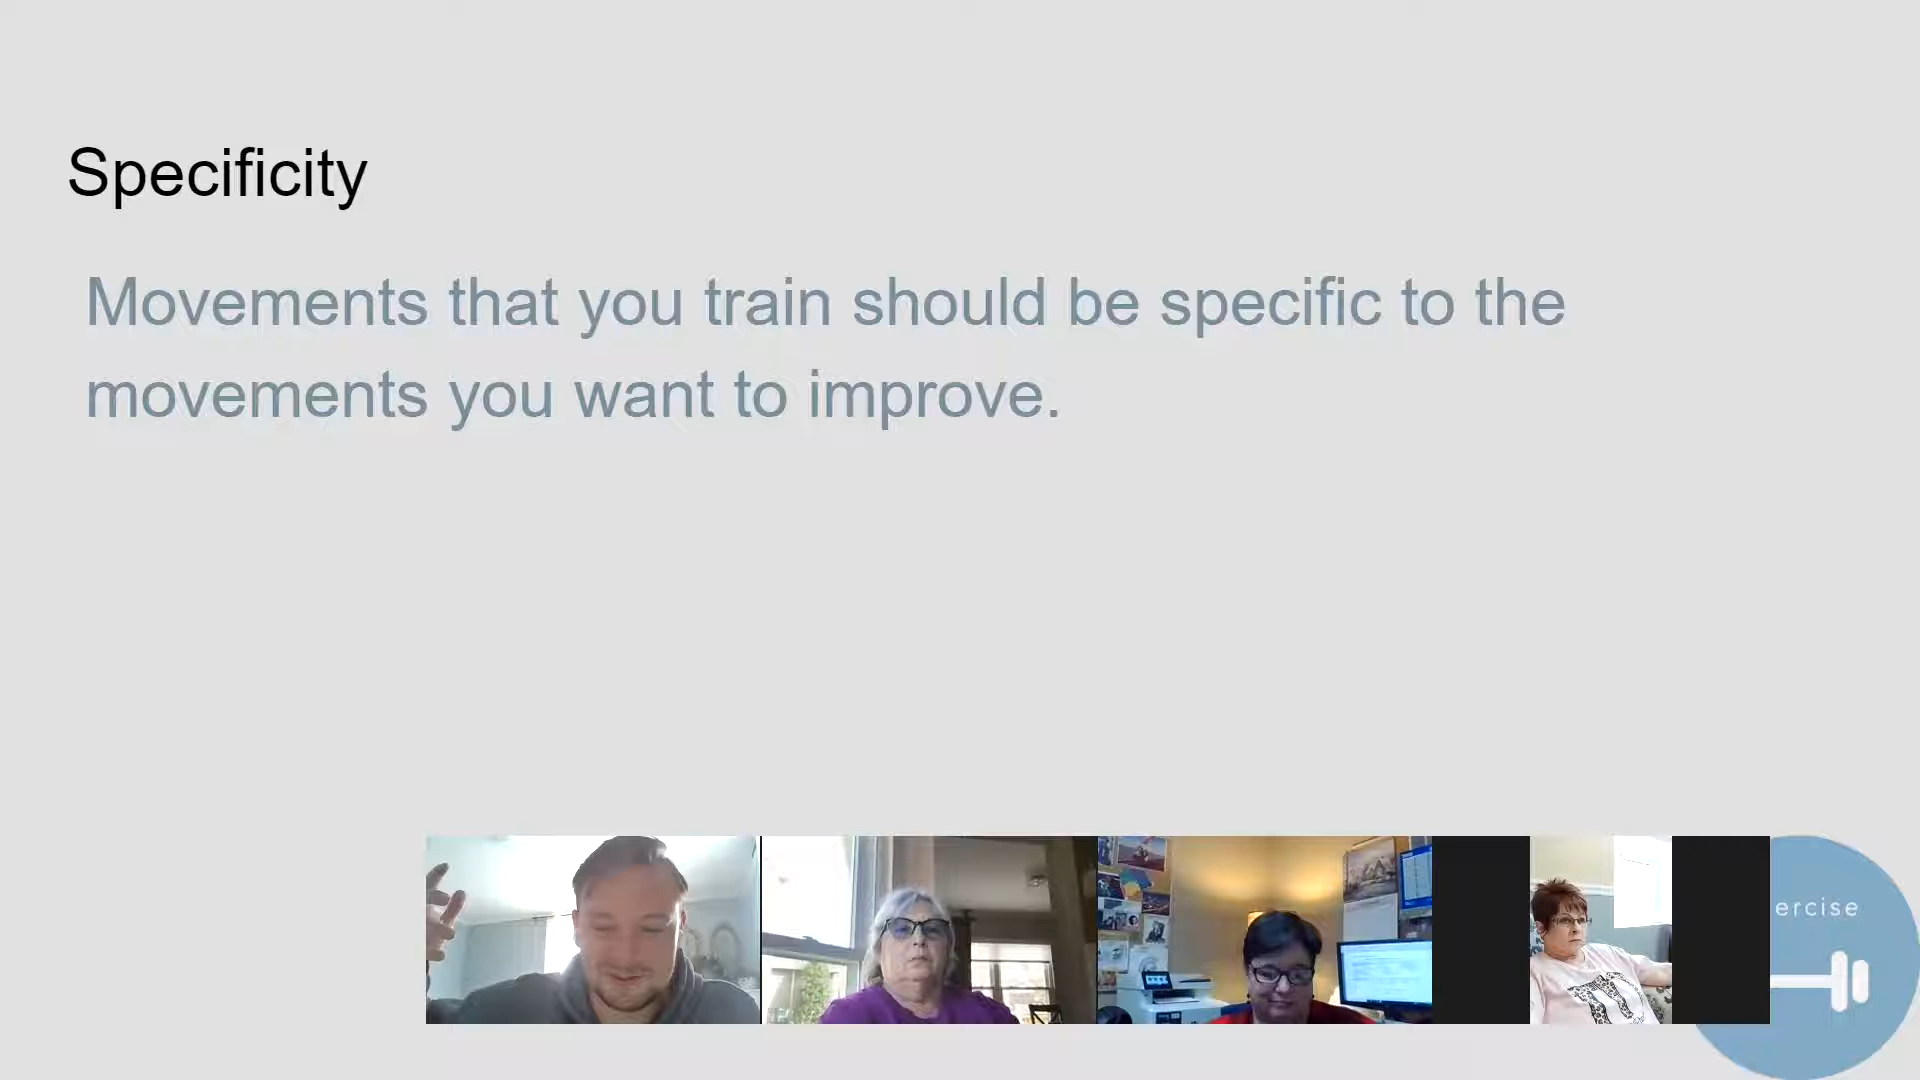 Specificity
Movements that you train should be specific to the
movements you want to improve.
ercise